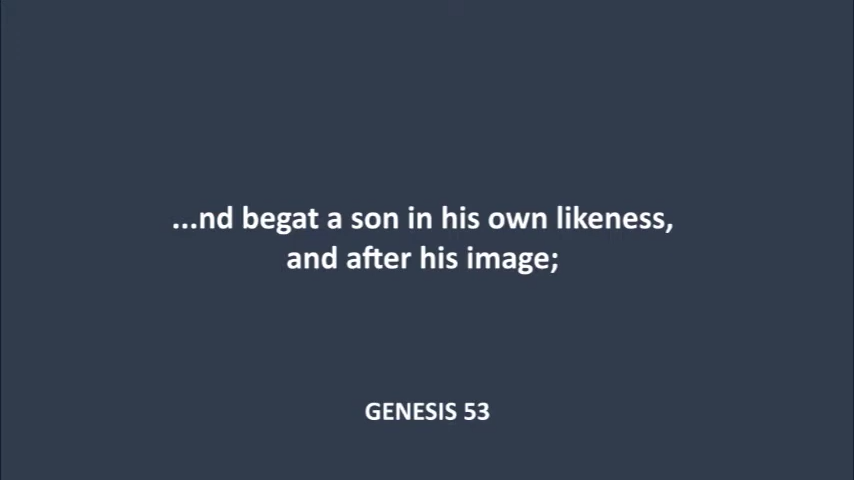 ...nd begat a son in his own likeness,
and after his image;
GENESIS 53